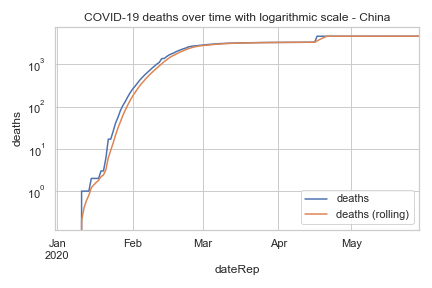 COVID-19 deaths over time with logarithmic scale - China
deaths
10³
10²
10¹
10⁰
Jan
2020
Feb
Mar
Apr
May
dateRep
deaths
deaths (rolling)